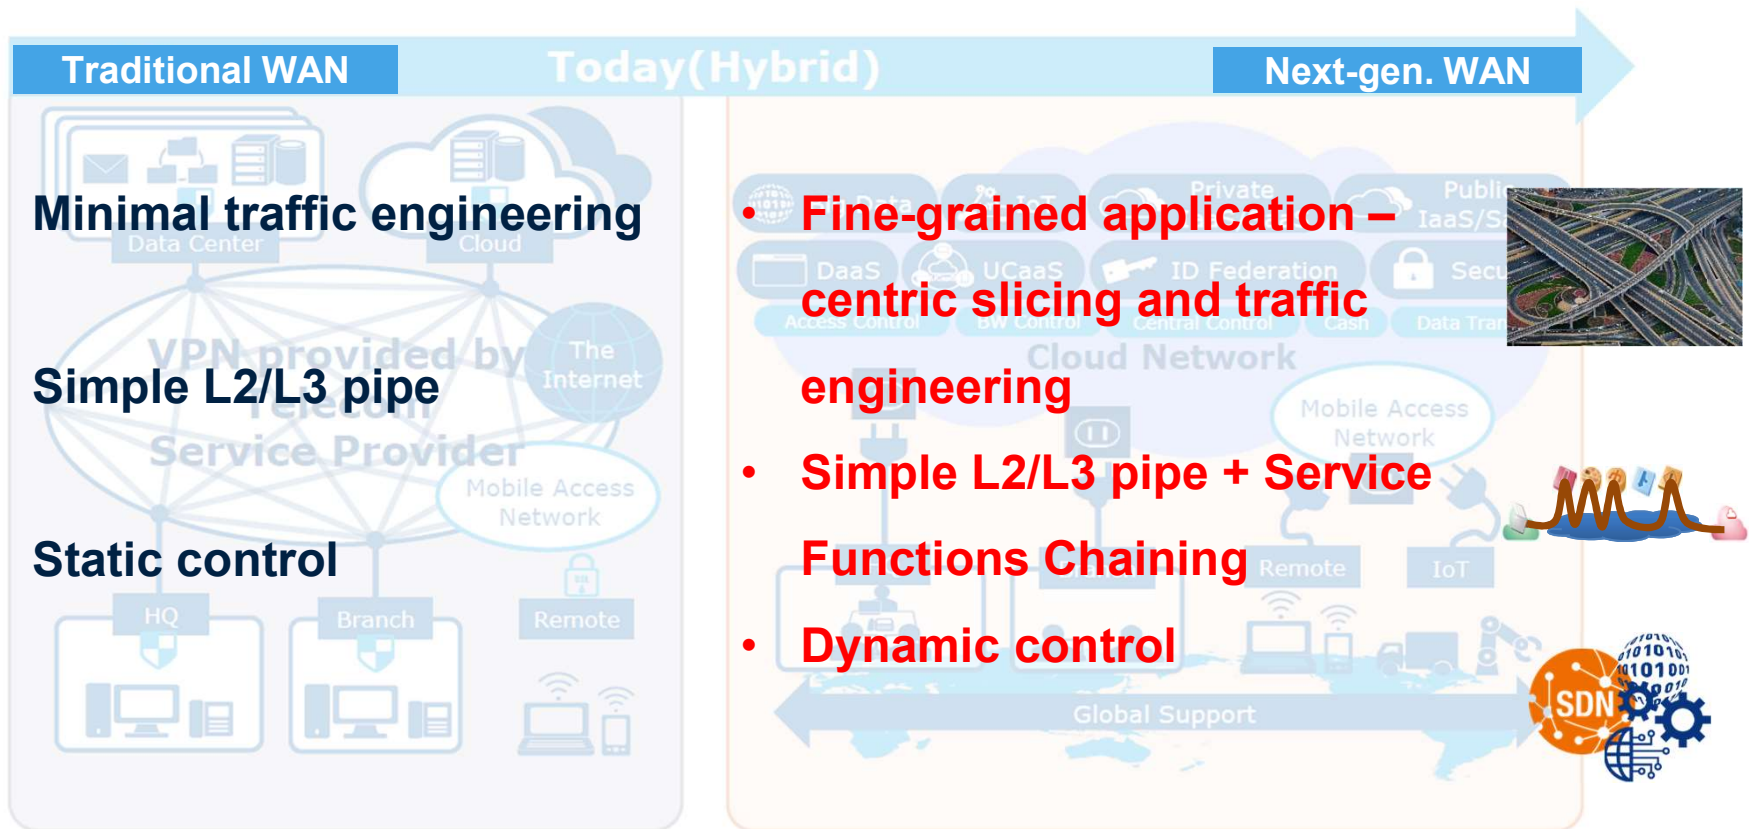 Traditional WAN
Today(Hybrid)
Next-gen. WAN
Minimal traffic engineering
Data Center
Cloud
VPN provided by
Telecom
Service Provider
The
Internet
Simple L2/L3 pipe
Mobile Access
Network
Static control
HQ
Branch
Remote
• Fine-grained application –
centric slicing and traffic
engineering
• Simple L2/L3 pipe + Service
Functions Chaining
• Dynamic control
Data
IoT
Private
Public
DaaS
UCaaS
ID Federation
Access Control
BW Control
Central Control
Cash
Cloud Network
Mobile Access
Network
Remote
IoT
Global Support
SDN